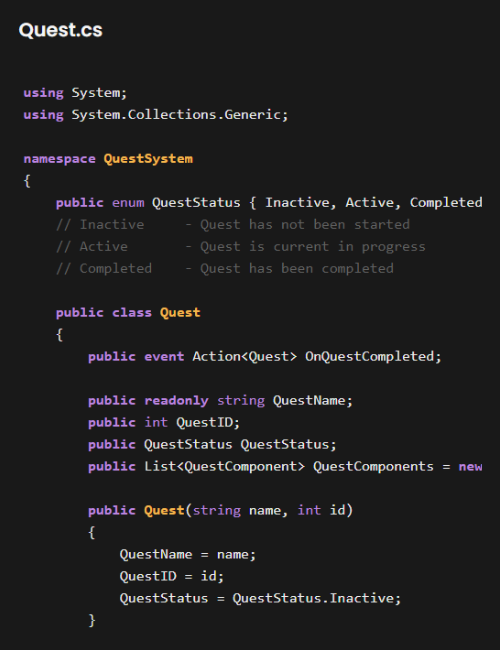 Quest.cs
using System;
using System.Collections.Generic;
namespace QuestSystem
{
public enum QuestStatus { Inactive, Active, Completed
// Inactive     - Quest has not been started
// Active       - Quest is current in progress
// Completed    - Quest has been completed
public class Quest
{
public event Action<Quest> OnQuestCompleted;
public readonly string QuestName;
public int QuestID;
public QuestStatus QuestStatus;
public List<QuestComponent> QuestComponents = new
public Quest(string name, int id)
{
QuestName = name;
QuestID = id;
QuestStatus = QuestStatus.Inactive;
}